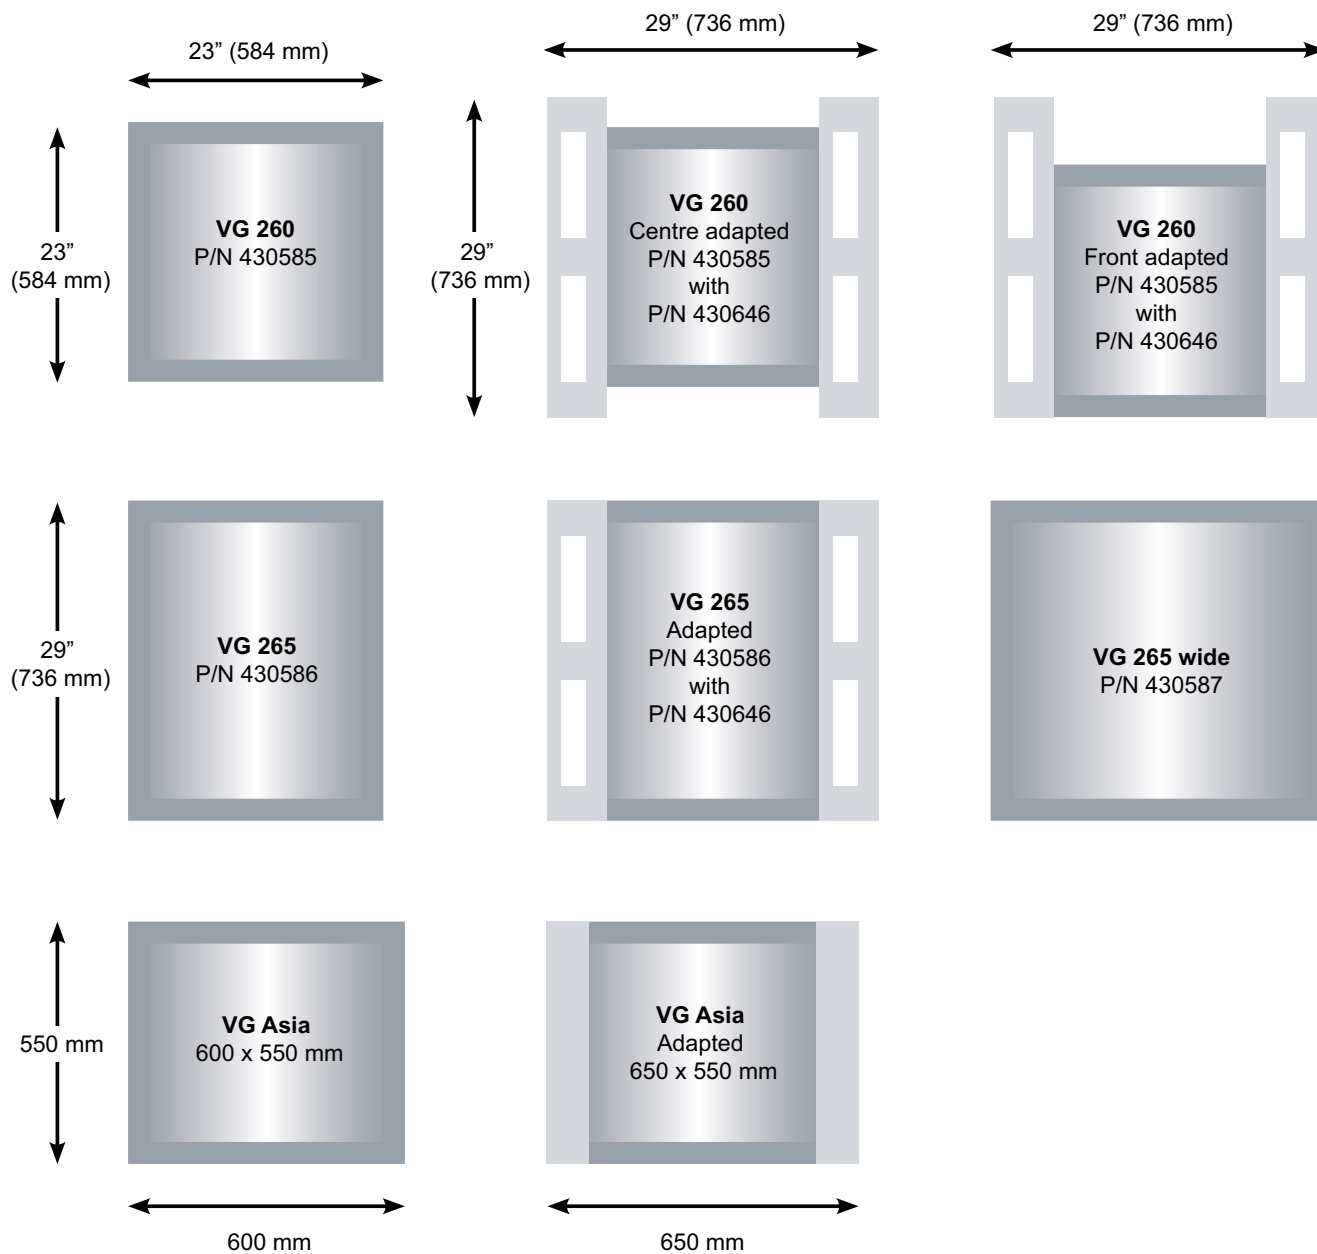 23” (584 mm)
29” (736 mm)
29” (736 mm)
23”
(584 mm)
VG 260
P/N 430585
29”
(736 mm)
VG 260
Centre adapted
P/N 430585
with
P/N 430646
VG 260
Front adapted
P/N 430585
with
P/N 430646
29”
(736 mm)
VG 265
P/N 430586
VG 265
Adapted
P/N 430586
with
P/N 430646
VG 265 wide
P/N 430587
550 mm
VG Asia
600 x 550 mm
VG Asia
Adapted
650 x 550 mm
600 mm
650 mm